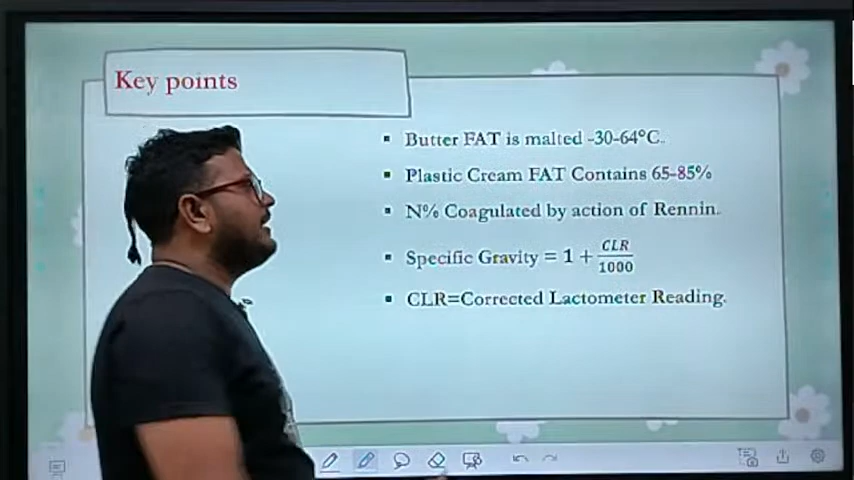 Key points
Butter FAT is malted -30-64°C.
Plastic Cream FAT Contains 65-85%
N% Coagulated by action of Rennin.
Specific Gravity = 1 + CLR/1000
CLR=Corrected Lactometer Reading.